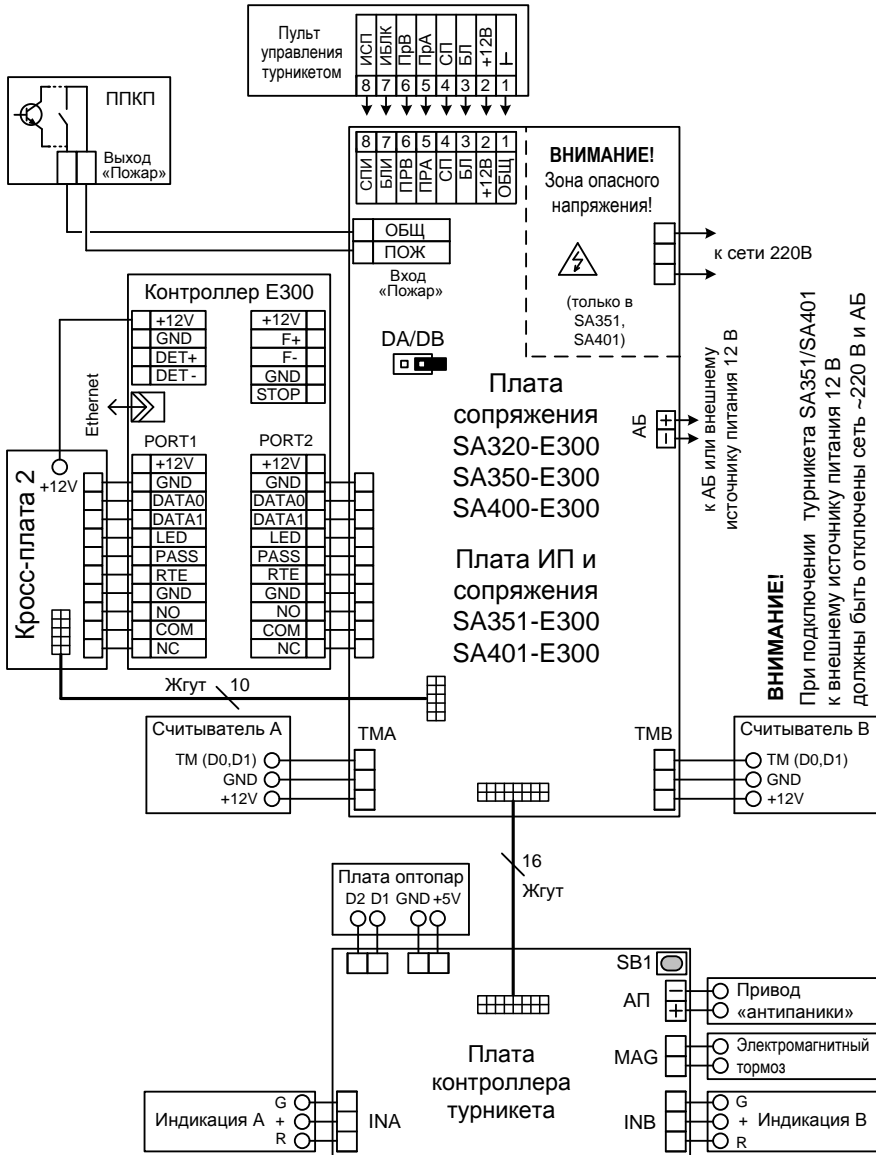 Пульт
управления
турникетом
ИСП ИБЛК ПрВ ПрА СП БЛ +12В ⊥
8 7 6 5 4 3 2 1
ППКП
Выход
«Пожар»
8 7 6 5 4 3 2 1
СПИ БЛИ ПРВ ПРА СП БЛ +12В ОБЩ
ВНИМАНИЕ!
Зона опасного
напряжения!
(только в
SA351,
SA401)
к сети 220В
ОБЩ
ПОЖ
Вход
«Пожар»
DA/DB
Контроллер E300
+12V
GND
DET+
DET-
+12V
F+
F-
GND
STOP
Ethernet
PORT1
+12V
GND
DATA0
DATA1
LED
PASS
RTE
GND
NO
COM
NC
PORT2
+12V
GND
DATA0
DATA1
LED
PASS
RTE
GND
NO
COM
NC
Кросс-плата 2
+12V
Плата
сопряжения
SA320-E300
SA350-E300
SA400-E300
Плата ИП и
сопряжения
SA351-E300
SA401-E300
АБ
+
−
к АБ или внешнему
источнику питания 12 В
ВНИМАНИЕ!
При подключении турникета SA351/SA401
к внешнему источнику питания 12 В
должны быть отключены сеть ~220 В и АБ
Жгут 10
Считыватель A
TM (D0,D1)
GND
+12V
TMA
TMB
Считыватель B
TM (D0,D1)
GND
+12V
16
Жгут
Плата оптопар
D2 D1 GND +5V
SB1
АП
−
+
Привод
«антипаники»
MAG
Электромагнитный
тормоз
Плата
контроллера
турникета
Индикация A
G
+
R
INA
INB
G
+ Индикация B
R